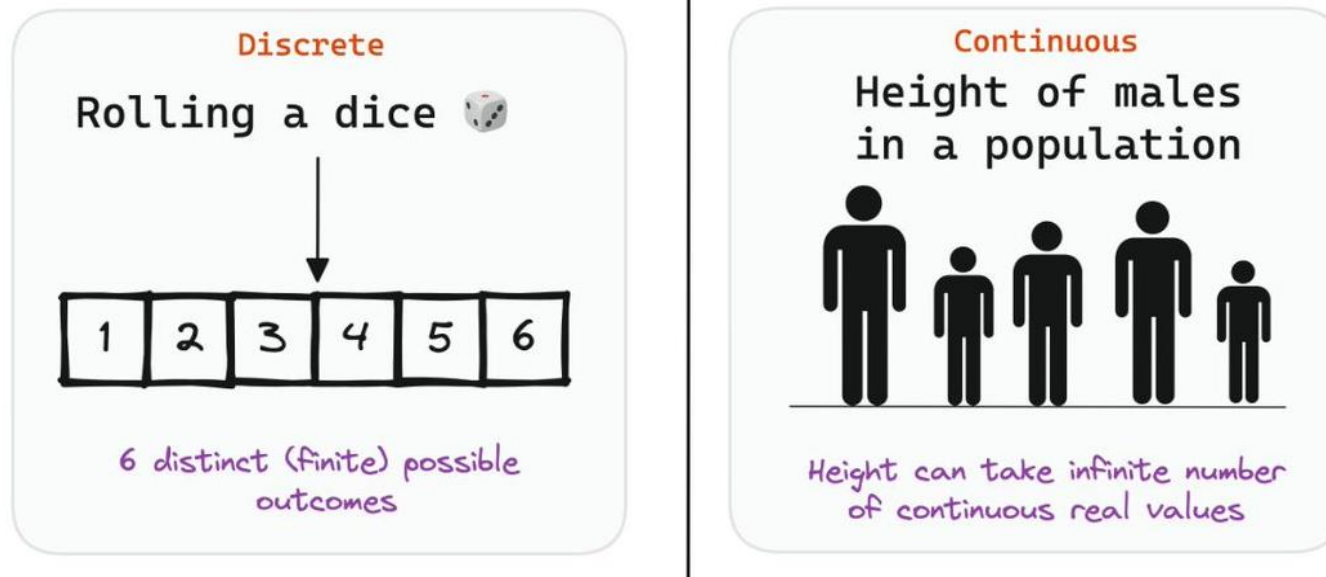 Discrete
Rolling a dice
1 2 3 4 5 6
6 distinct (finite) possible
outcomes
Continuous
Height of males
in a population
Height can take infinite number
of continuous real values